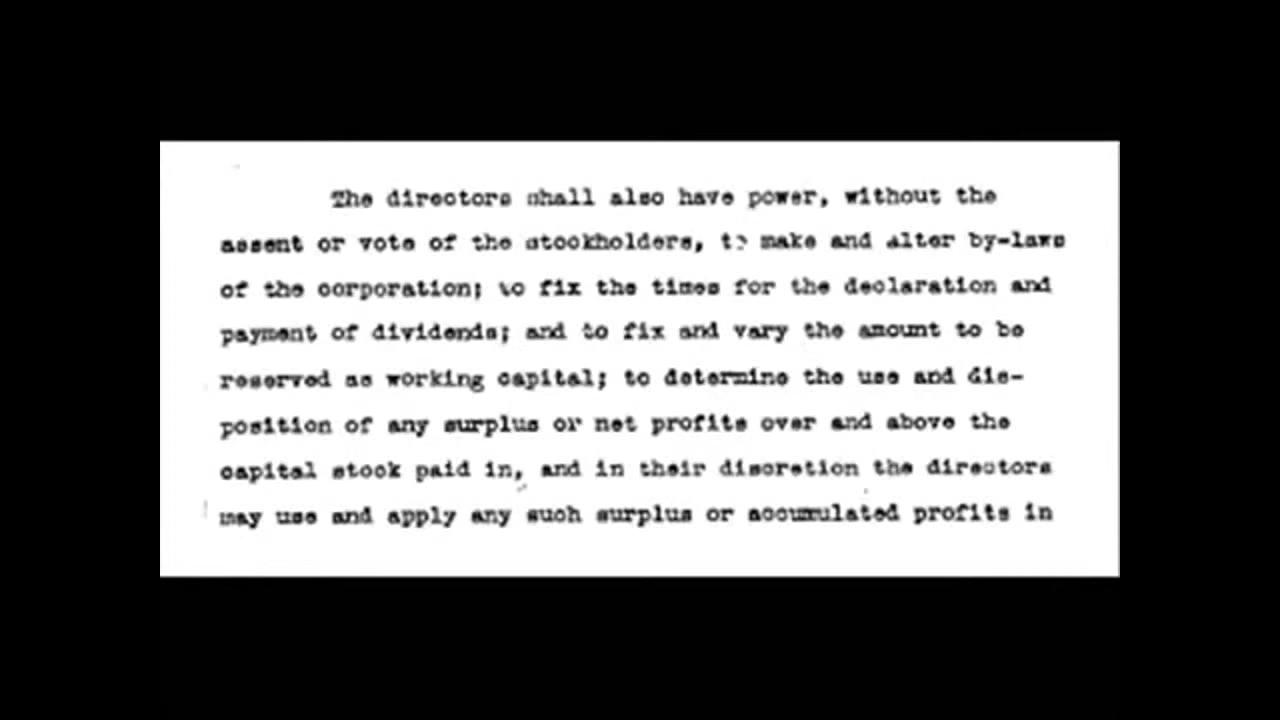 The directors shall also have power, without the
assent or vote of the stockholders, to make and alter by-laws
of the corporation; to fix the times for the declaration and
payment of dividends; and to fix and vary the amount to be
reserved as working capital; to determine the use and dis-
position of any surplus or net profits over and above the
capital stock paid in, and in their discretion the directors
may use and apply any such surplus or accumulated profits in